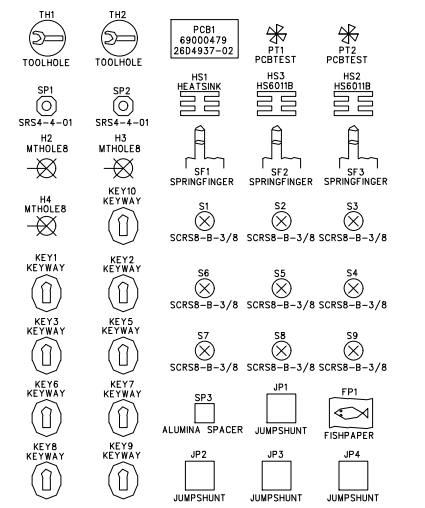 TH1 TH2
TOOLHOLE TOOLHOLE
PCB1
69000479
26D4937-02
PT1 PT2
PCBTEST PCBTEST
SP1 SP2
SRS4-4-01 SRS4-4-01
HS1 HS3 HS2
HEATSINK HS6011B HS6011B
H2 H3
MTHOLE8 MTHOLE8
SF1 SF2 SF3
SPRINGFINGER SPRINGFINGER SPRINGFINGER
H4 KEY10
MTHOLE8 KEYWAY
S1 S2 S3
SCRS8-B-3/8 SCRS8-B-3/8 SCRS8-B-3/8
KEY1 KEY2
KEYWAY KEYWAY
S6 S5 S4
SCRS8-B-3/8 SCRS8-B-3/8 SCRS8-B-3/8
KEY3 KEY5
KEYWAY KEYWAY
S7 S8 S9
SCRS8-B-3/8 SCRS8-B-3/8 SCRS8-B-3/8
KEY6 KEY7
KEYWAY KEYWAY
SP3 JP1 FP1
ALUMINA SPACER JUMPSHUNT FISHPAPER
KEY8 KEY9
KEYWAY KEYWAY
JP2 JP3 JP4
JUMPSHUNT JUMPSHUNT JUMPSHUNT